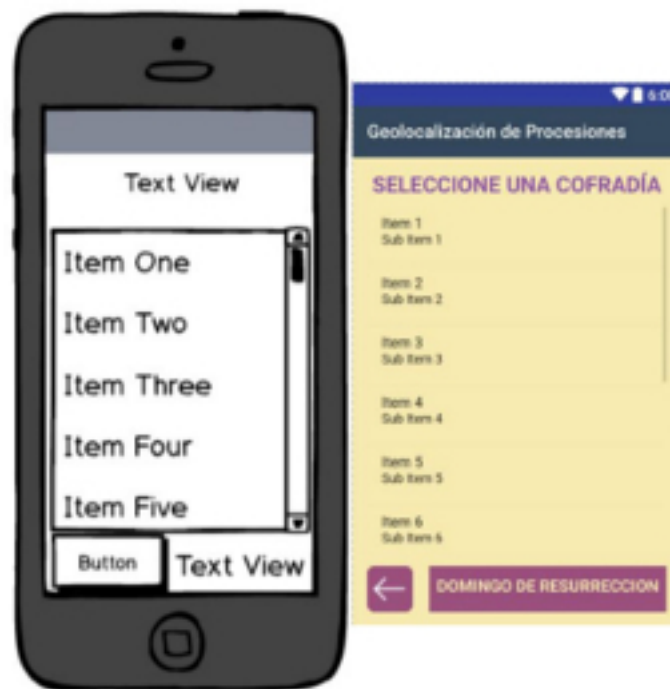 Text View
Item One
Item Two
Item Three
Item Four
Item Five
Button
Text View
6:00
Geolocalización de Procesiones
SELECCIONE UNA COFRADÍA
Item 1
Sub Item 1
Item 2
Sub Item 2
Item 3
Sub Item 3
Item 4
Sub Item 4
Item 5
Sub Item 5
Item 6
Sub Item 6
DOMINGO DE RESURRECCION